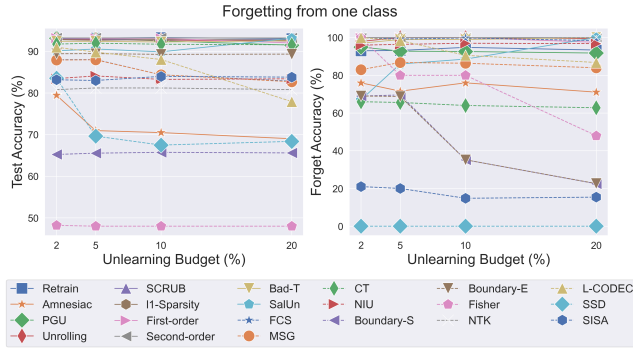 Forgetting from one class
Test Accuracy (%)
90
80
70
60
50
2
5
10
20
Unlearning Budget (%)
Forget Accuracy (%)
100
80
60
40
20
0
2
5
10
20
Unlearning Budget (%)
Retrain
SCRUB
Bad-T
CT
Boundary-E
L-CODEC
Amnesiac
l1-Sparsity
SalUn
NIU
Fisher
SSD
PGU
First-order
FCS
Boundary-S
NTK
SISA
Unrolling
Second-order
MSG